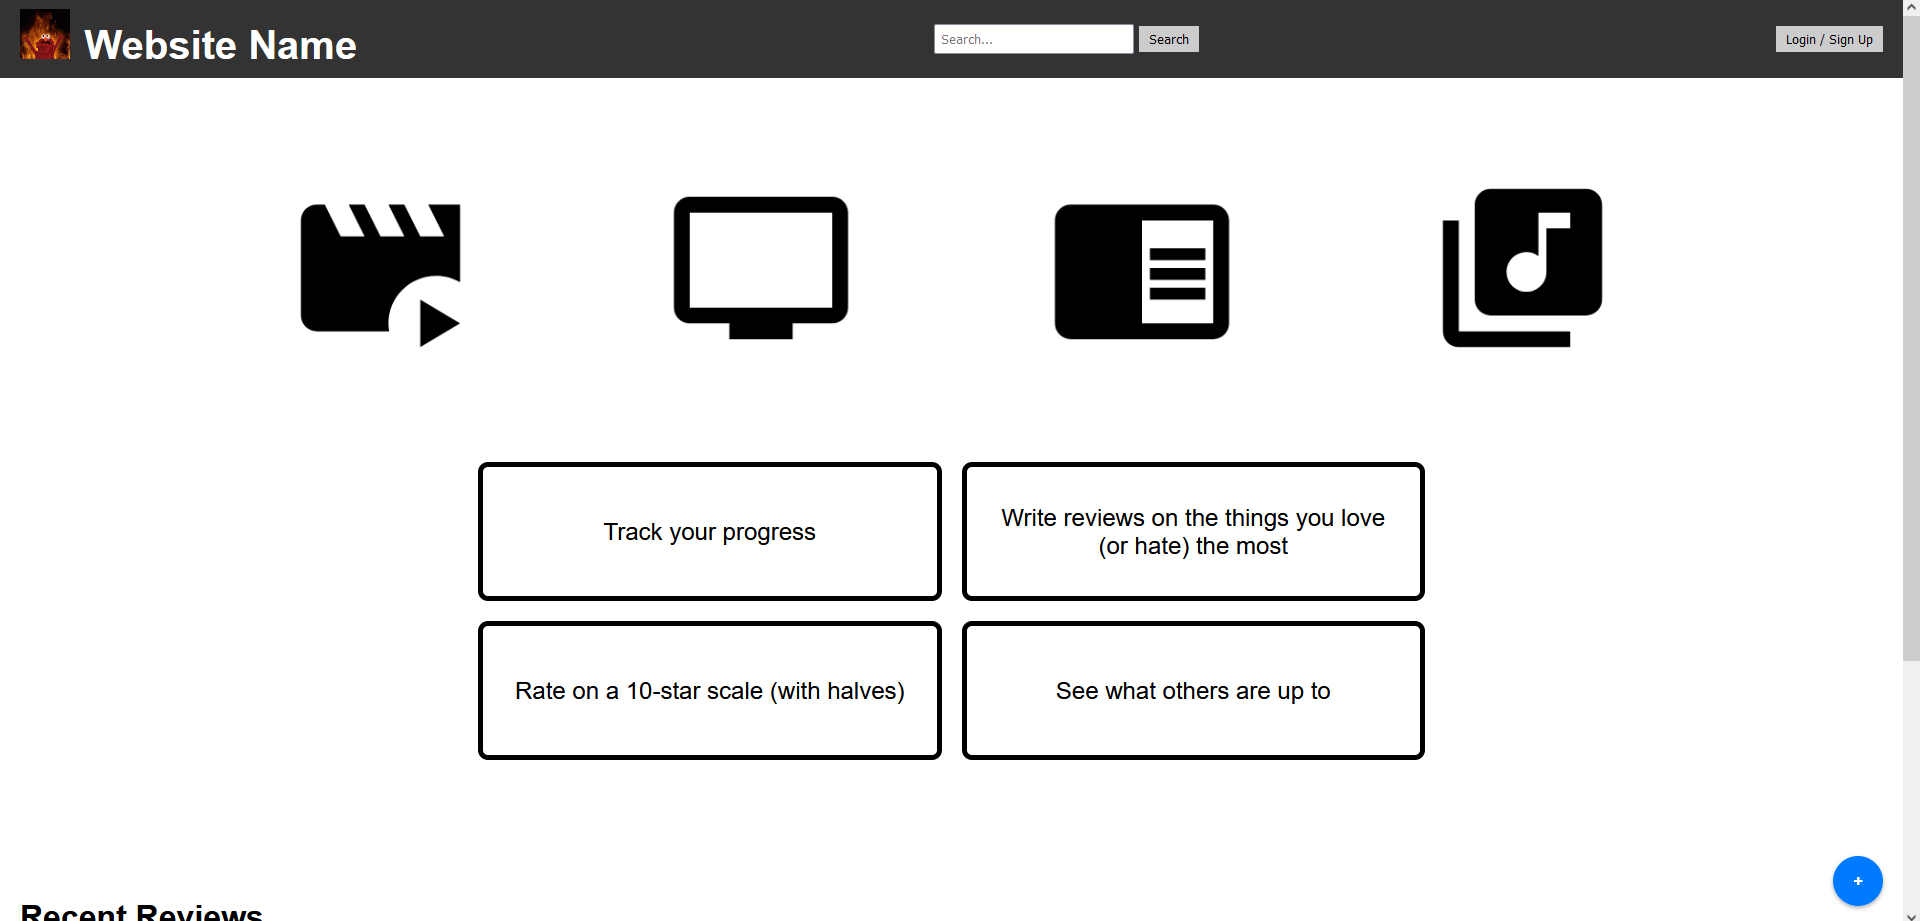 Website Name
Search...
Search
Login / Sign Up
Track your progress
Write reviews on the things you love
(or hate) the most
Rate on a 10-star scale (with halves)
See what others are up to
+
Recent Reviews